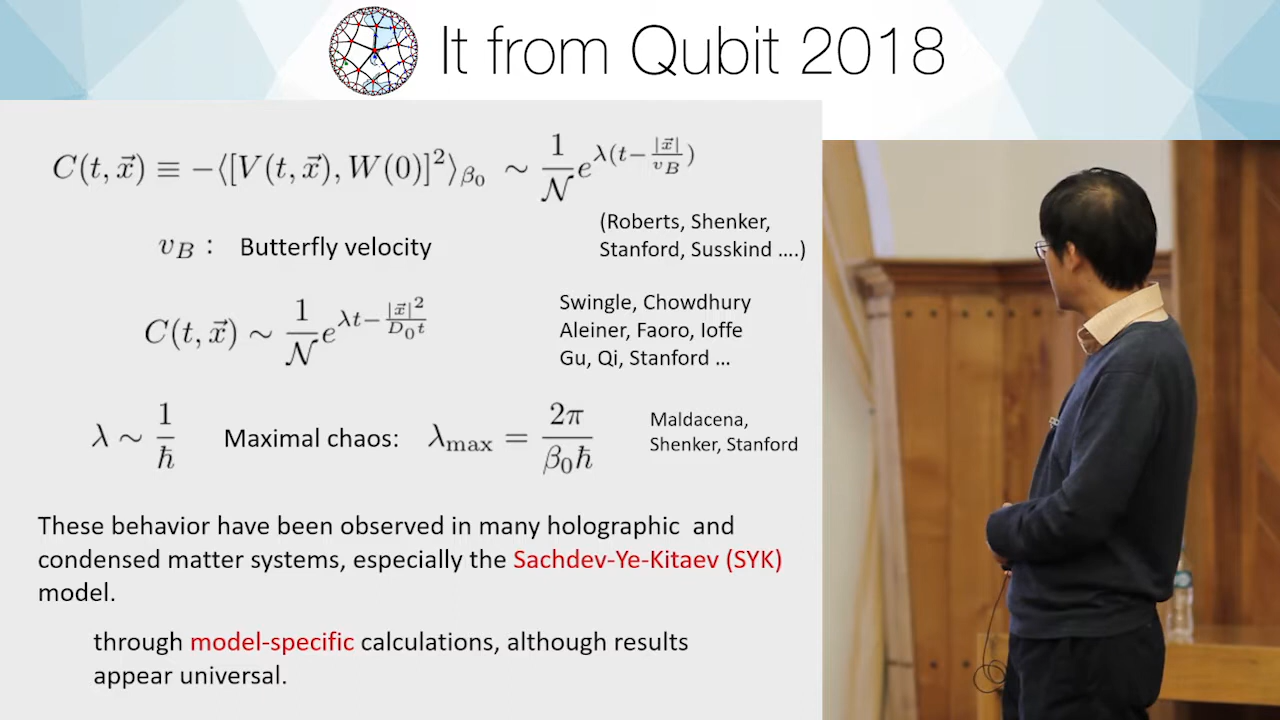 It from Qubit 2018
C(t, x⃗) ≡ −⟨[V(t, x⃗), W(0)]²⟩_β₀ ∼ 1/𝒩 e^{λ(t−|x⃗|/v_B)}
(Roberts, Shenker,
v_B : Butterfly velocity
Stanford, Susskind ….)
C(t, x⃗) ∼ 1/𝒩 e^{λt−|x⃗|²/D₀t}
Swingle, Chowdhury
Aleiner, Faoro, Ioffe
Gu, Qi, Stanford …
λ ∼ 1/ħ Maximal chaos: λ_max = 2π/β₀ħ
Maldacena,
Shenker, Stanford
These behavior have been observed in many holographic and
condensed matter systems, especially the Sachdev-Ye-Kitaev (SYK)
model.
through model-specific calculations, although results
appear universal.